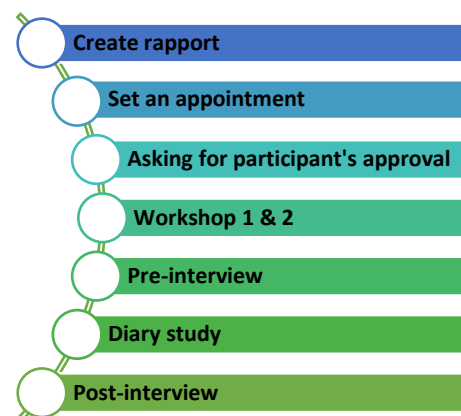 Create rapport
Set an appointment
Asking for participant's approval
Workshop 1 & 2
Pre-interview
Diary study
Post-interview